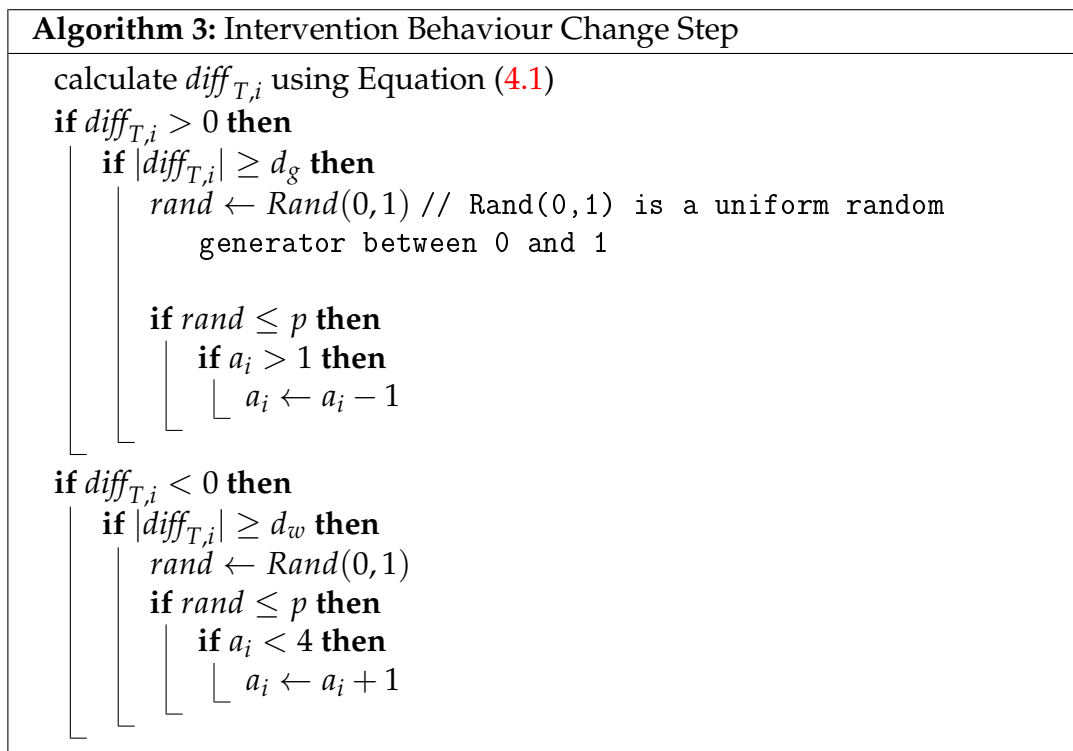 Algorithm 3: Intervention Behaviour Change Step
calculate diff_{T,i} using Equation (4.1)
if diff_{T,i} > 0 then
if |diff_{T,i}| ≥ d_g then
rand ← Rand(0, 1) // Rand(0,1) is a uniform random
generator between 0 and 1
if rand ≤ p then
if a_i > 1 then
a_i ← a_i − 1
if diff_{T,i} < 0 then
if |diff_{T,i}| ≥ d_w then
rand ← Rand(0, 1)
if rand ≤ p then
if a_i < 4 then
a_i ← a_i + 1